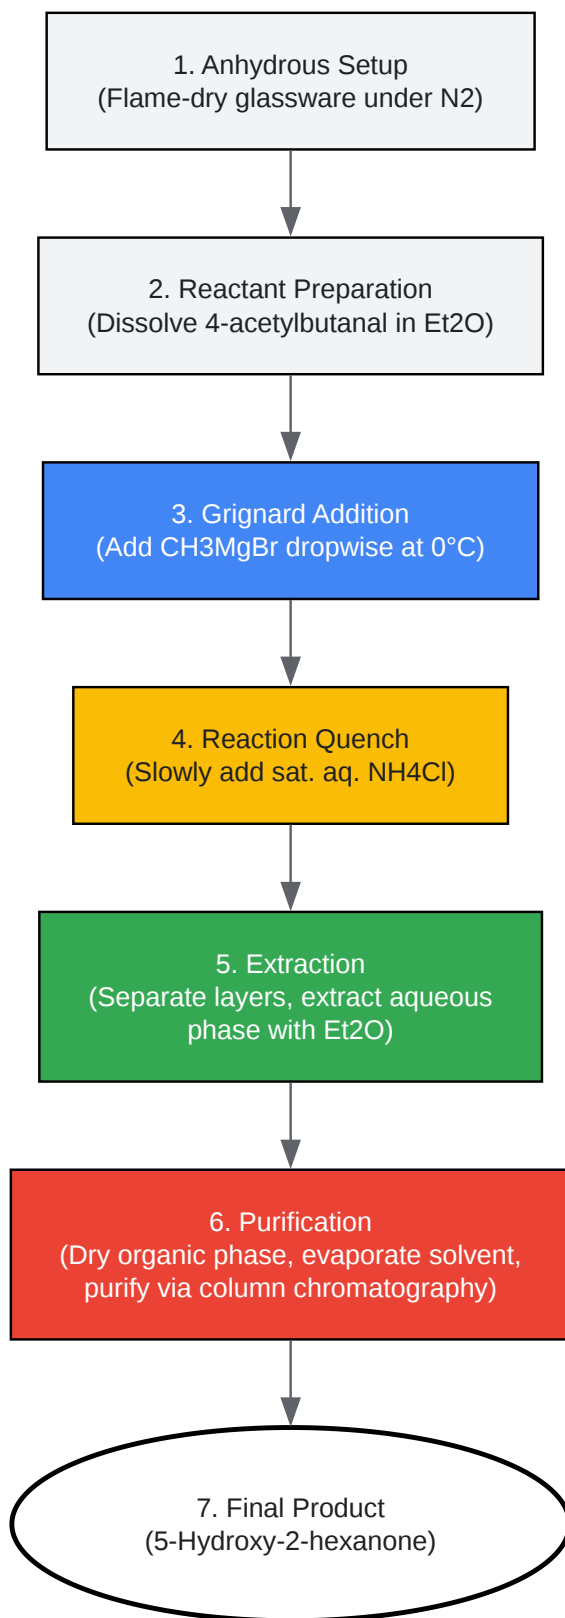 1. Anhydrous Setup
(Flame-dry glassware under N2)
2. Reactant Preparation
(Dissolve 4-acetylbutanal in Et2O)
3. Grignard Addition
(Add CH3MgBr dropwise at 0°C)
4. Reaction Quench
(Slowly add sat. aq. NH4Cl)
5. Extraction
(Separate layers, extract aqueous
phase with Et2O)
6. Purification
(Dry organic phase, evaporate solvent,
purify via column chromatography)
7. Final Product
(5-Hydroxy-2-hexanone)